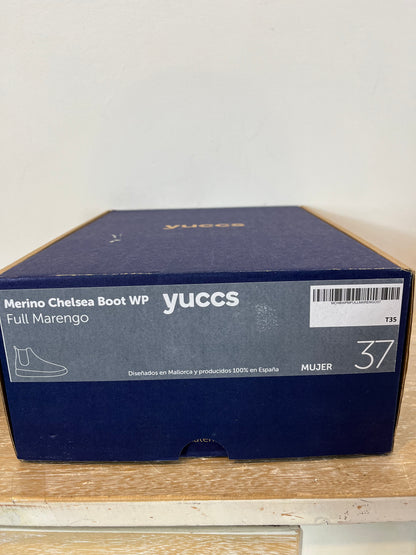 yuccs
Merino Chelsea Boot WP yuccs
Full Marengo
T35
Diseñados en Mallorca y producidos 100% en España
MUJER 37